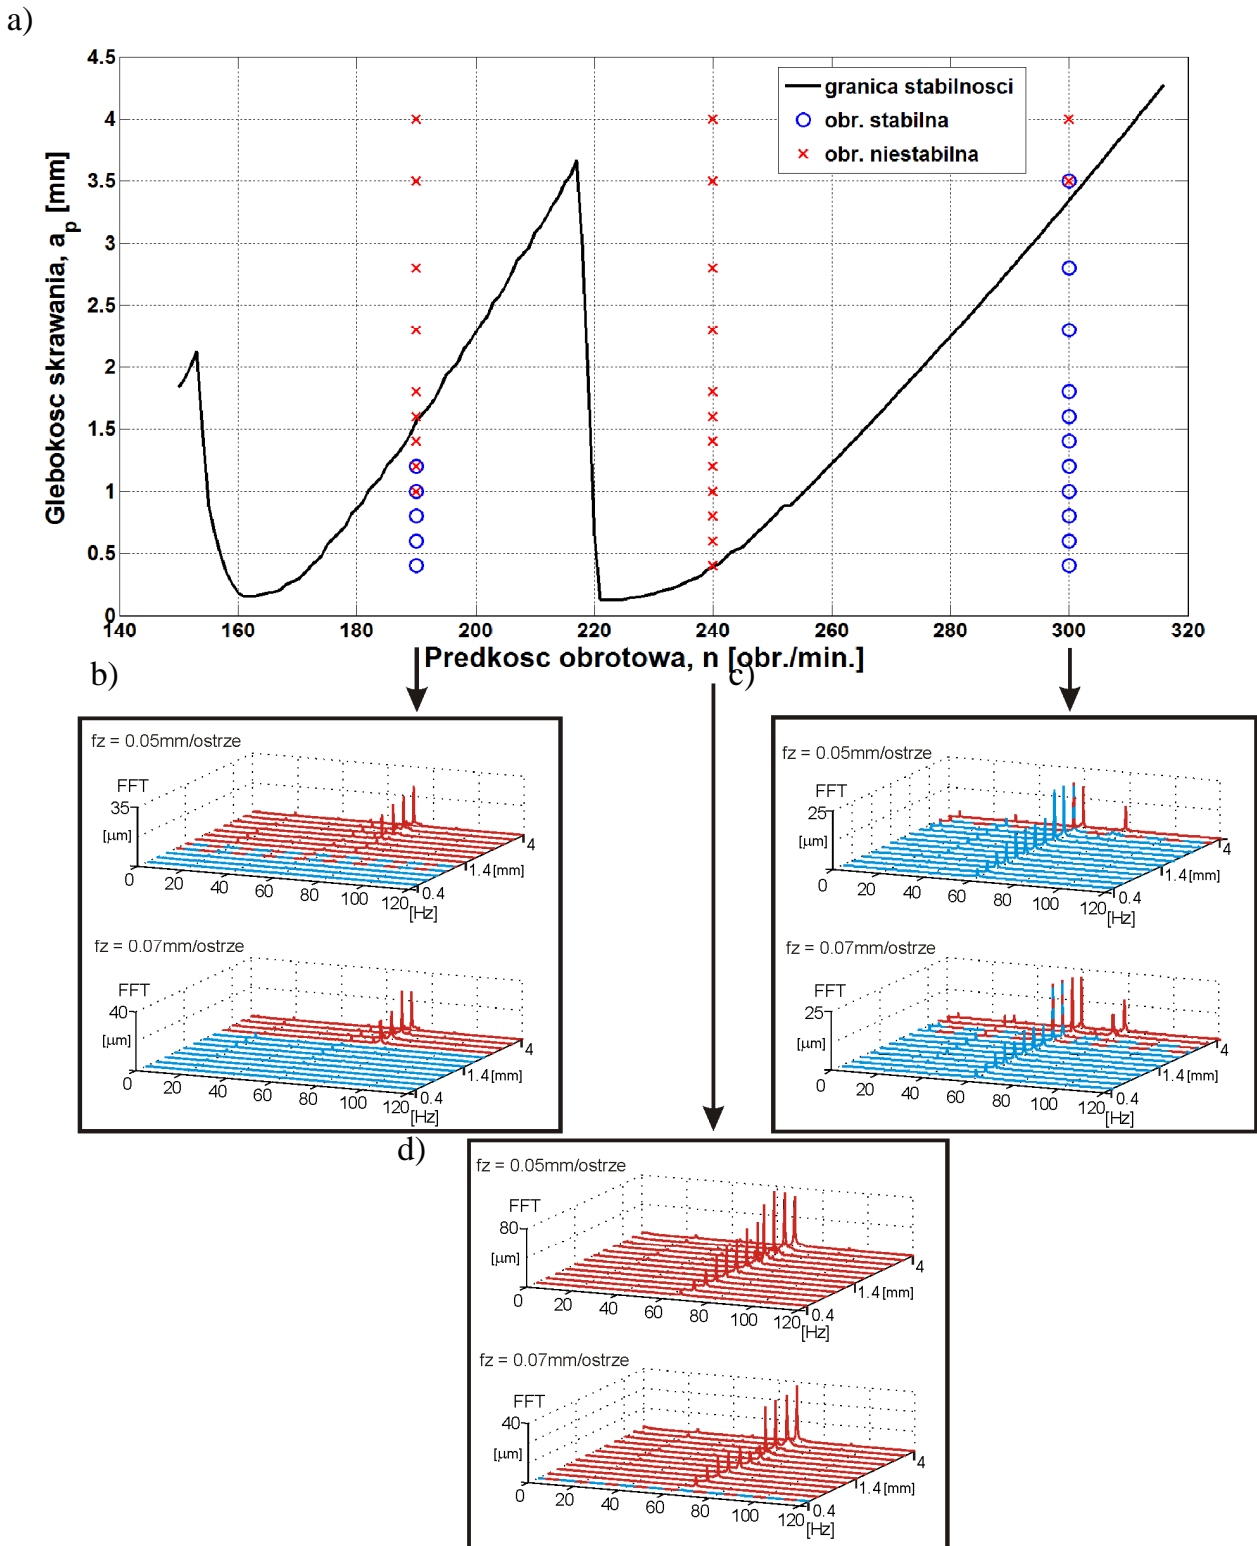 a)
4.5
4
3.5
3
2.5
2
1.5
1
0.5
0
Glebokosc skrawania, a_p [mm]
granica stabilnosci
obr. stabilna
obr. niestabilna
140 160 180 200 220 240 260 280 300 320
Predkosc obrotowa, n [obr./min.]
b)
fz = 0.05mm/ostrze
FFT
35
[µm]
0
0 20 40 60 80 100 120
[Hz]
0.4
1.4[mm]
4
fz = 0.07mm/ostrze
FFT
40
[µm]
0
0 20 40 60 80 100 120
[Hz]
0.4
1.4[mm]
4
c)
fz = 0.05mm/ostrze
FFT
25
[µm]
0
0 20 40 60 80 100 120
[Hz]
0.4
1.4[mm]
4
fz = 0.07mm/ostrze
FFT
25
[µm]
0
0 20 40 60 80 100 120
[Hz]
0.4
1.4[mm]
4
d)
fz = 0.05mm/ostrze
FFT
80
[µm]
0
0 20 40 60 80 100 120
[Hz]
0.4
1.4[mm]
4
fz = 0.07mm/ostrze
FFT
40
[µm]
0
0 20 40 60 80 100 120
[Hz]
0.4
1.4[mm]
4